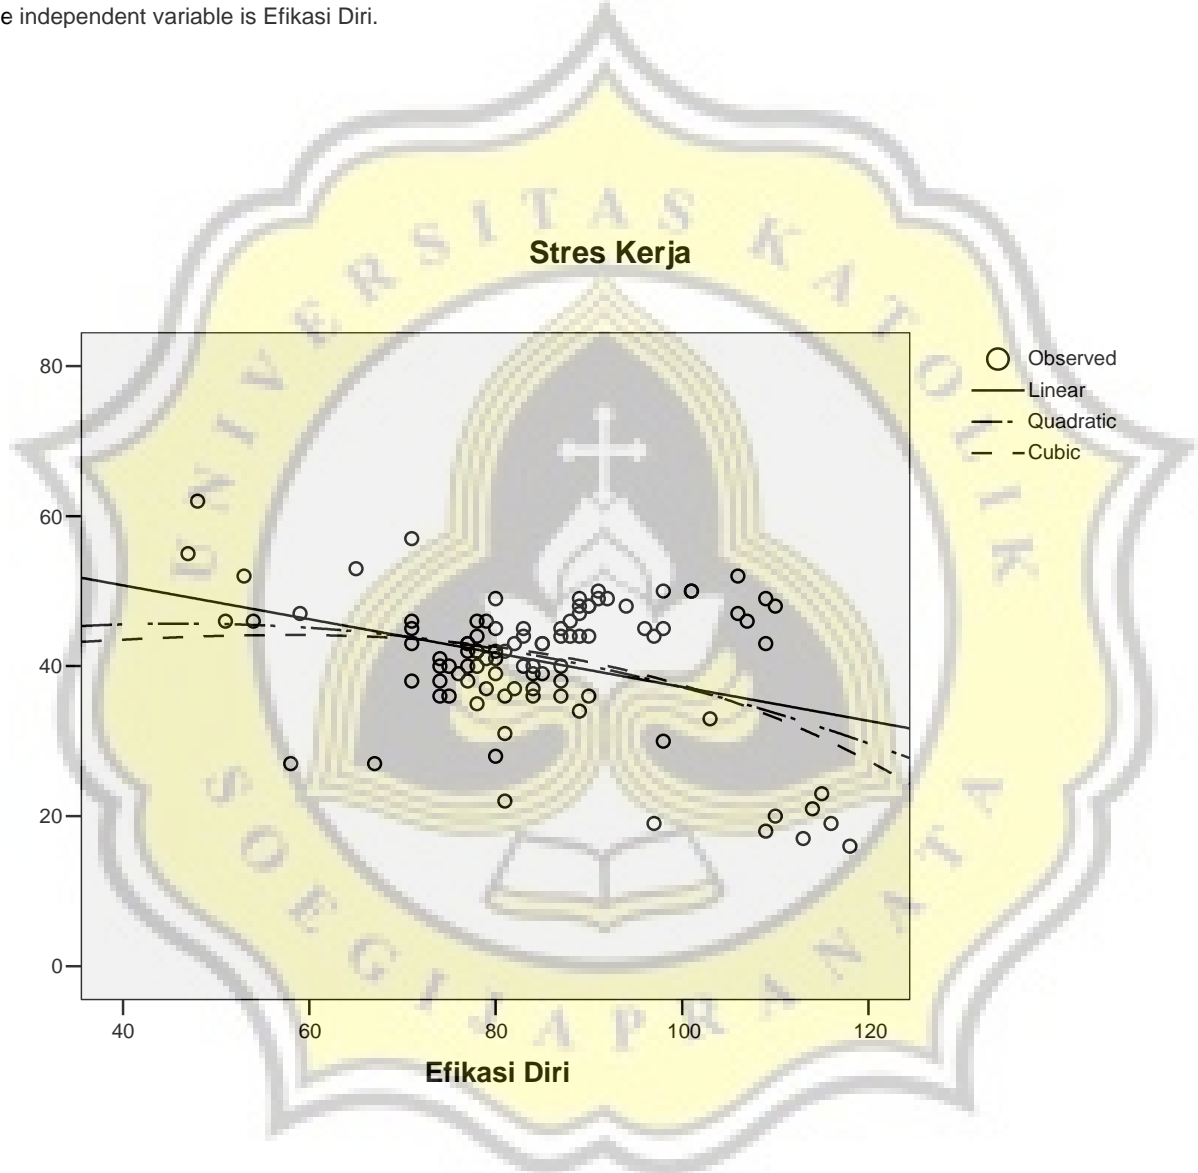 e independent variable is Efikasi Diri.
UNIVERSITAS KATOLIK
Stres Kerja
80
60
40
20
0
Observed
Linear
Quadratic
Cubic
40 60 80 100 120
Efikasi Diri
SOEGIJAPRANATA